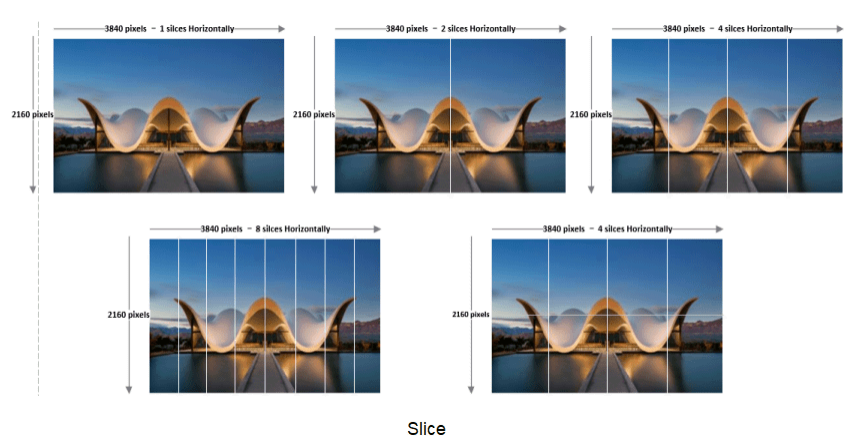 3840 pixels – 1 silces Horizontally
3840 pixels – 2 silces Horizontally
3840 pixels – 4 silces Horizontally
2160 pixels
2160 pixels
2160 pixels
3840 pixels – 8 silces Horizontally
3840 pixels – 4 silces Horizontally
2160 pixels
2160 pixels
Slice